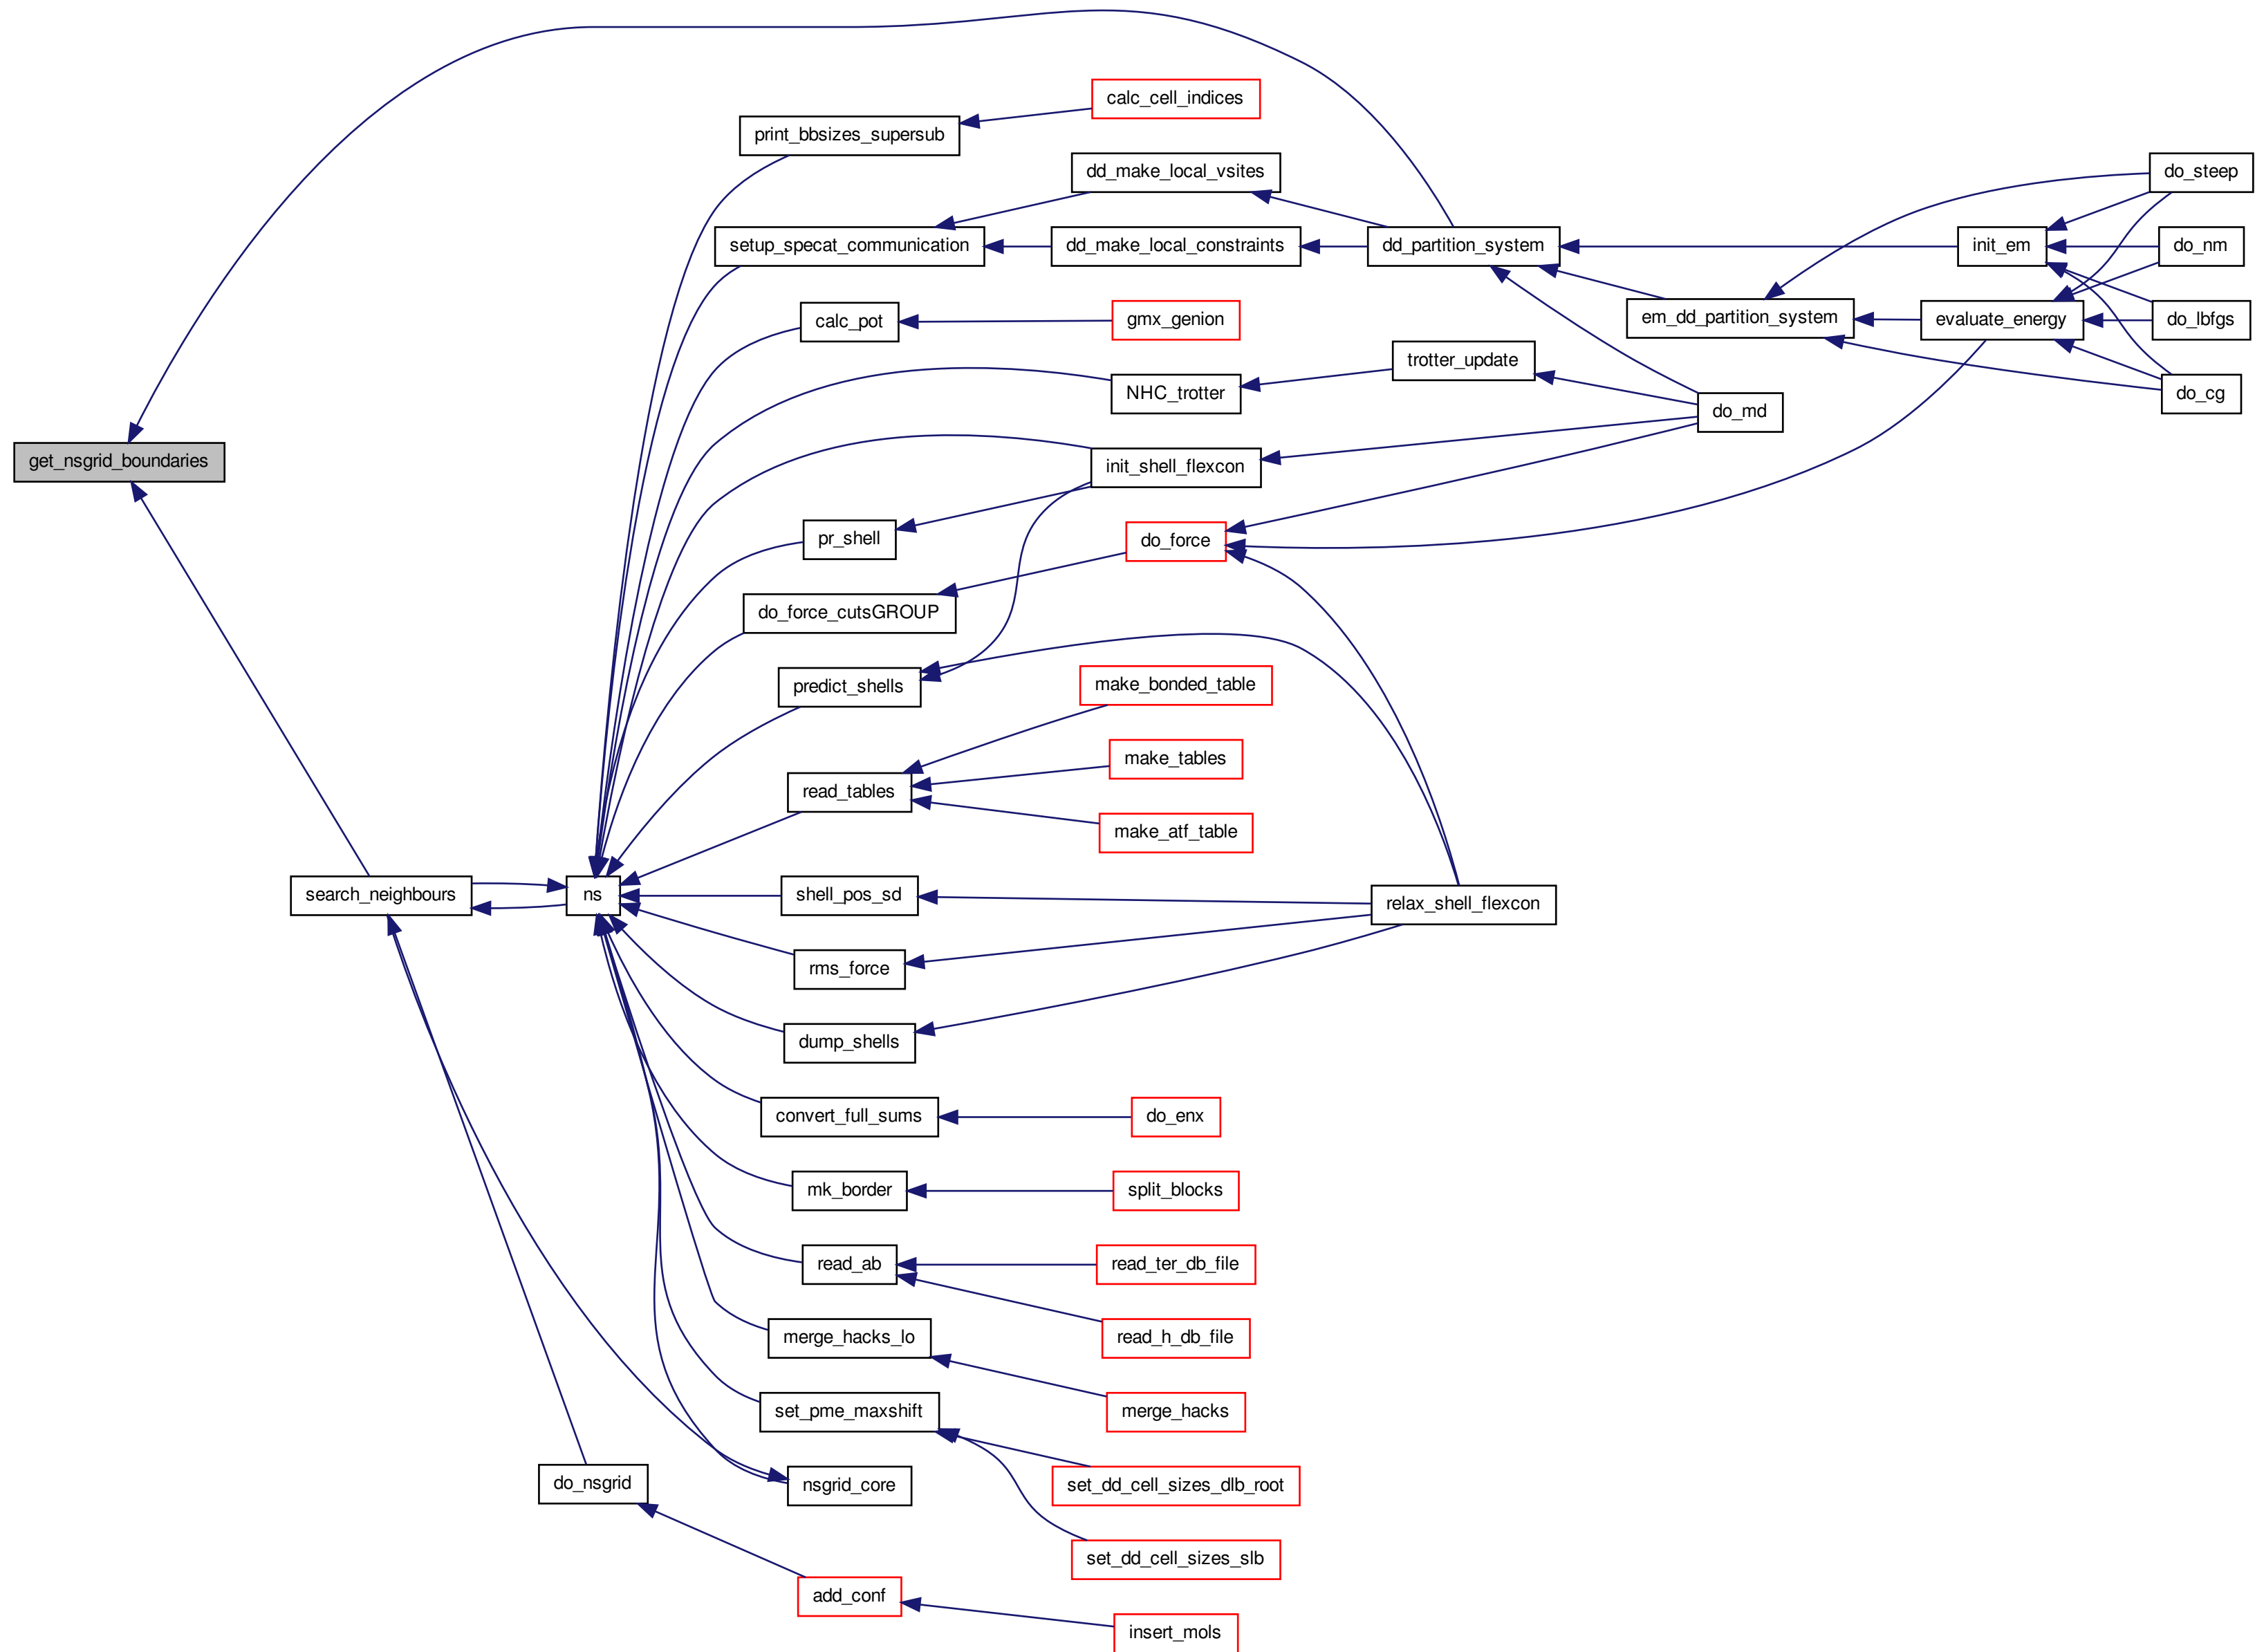 calc_cell_indices
print_bbsizes_supersub
dd_make_local_vsites
do_steep
setup_specat_communication
dd_make_local_constraints
dd_partition_system
init_em
do_nm
calc_pot
gmx_genion
em_dd_partition_system
evaluate_energy
do_lbfgs
trotter_update
NHC_trotter
do_cg
do_md
get_nsgrid_boundaries
init_shell_flexcon
pr_shell
do_force
do_force_cutsGROUP
predict_shells
make_bonded_table
make_tables
read_tables
make_atf_table
search_neighbours
ns
shell_pos_sd
relax_shell_flexcon
rms_force
dump_shells
convert_full_sums
do_enx
mk_border
split_blocks
read_ab
read_ter_db_file
merge_hacks_lo
read_h_db_file
set_pme_maxshift
merge_hacks
do_nsgrid
nsgrid_core
set_dd_cell_sizes_dlb_root
set_dd_cell_sizes_slb
add_conf
insert_mols